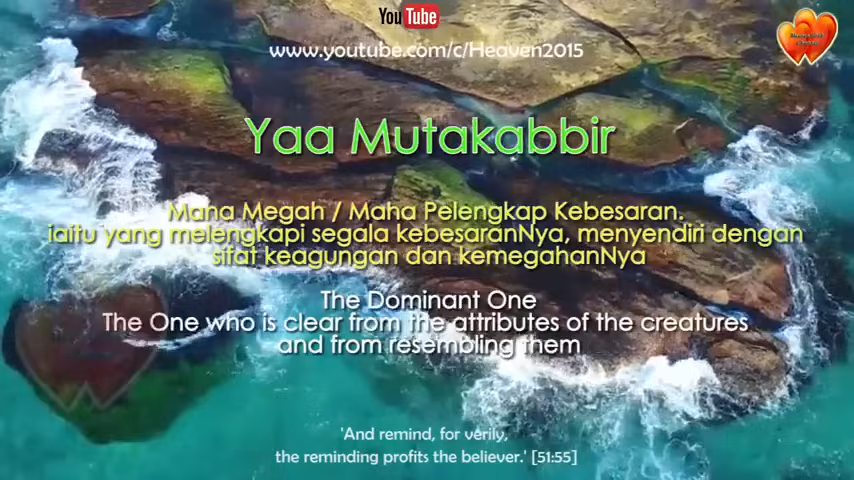 YouTube
www.youtube.com/c/Heaven2015
Yaa Mutakabbir
Maha Megah / Maha Pelengkap Kebesaran.
iaitu yang melengkapi segala kebesaranNya, menyendiri dengan
sifat keagungan dan kemegahanNya
The Dominant One
The One who is clear from the attributes of the creatures
and from resembling them
'And remind, for verily,
the reminding profits the believer.' [51:55]